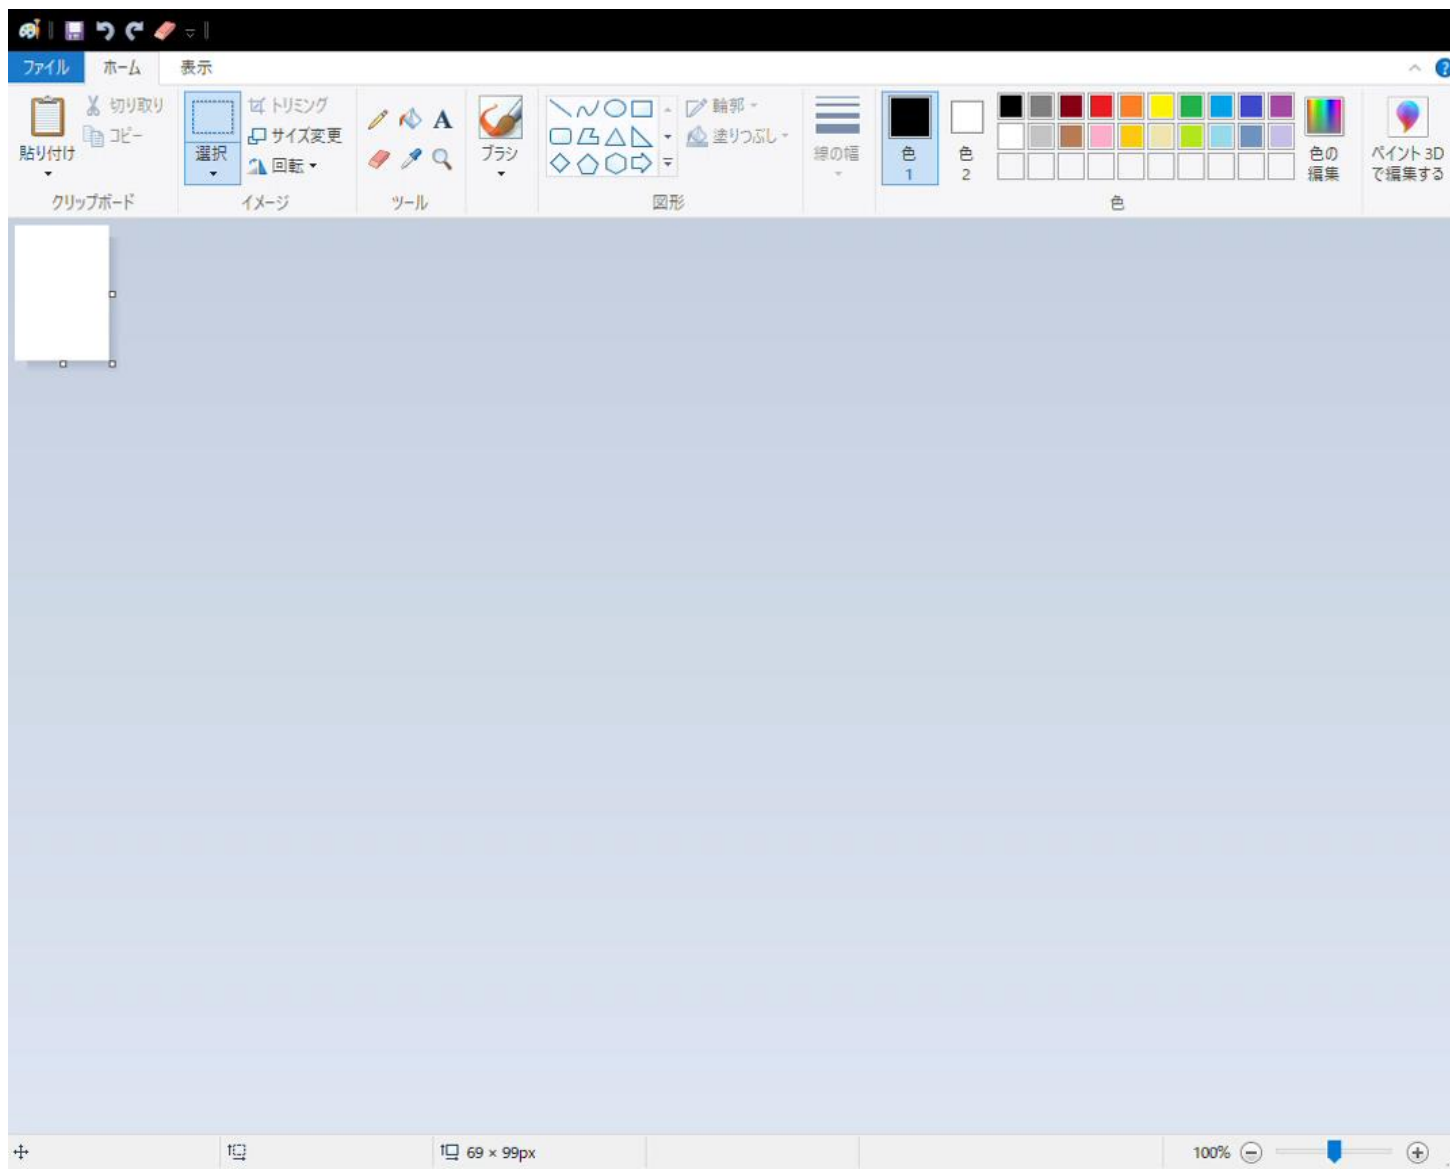 ファイル ホーム 表示
貼り付け
切り取り
コピー
クリップボード
選択
トリミング
サイズ変更
回転
イメージ
A
ツール
ブラシ
輪郭
塗りつぶし
図形
線の幅
色
1
色
2
色の
編集
色
ペイント 3D
で編集する
69 × 99px
100%